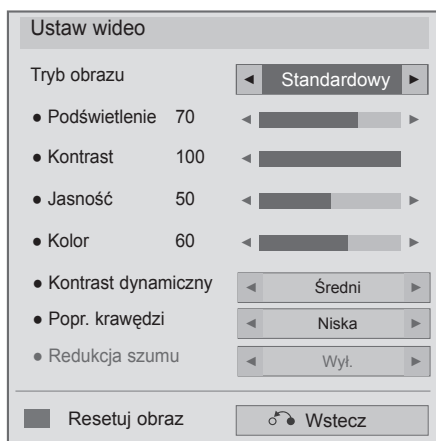 Ustaw wideo
Tryb obrazu ◄ Standardowy ►
● Podświetlenie 70 ◄ ►
● Kontrast 100 ◄
● Jasność 50 ◄ ►
● Kolor 60 ◄ ►
● Kontrast dynamiczny ◄ Średni ►
● Popr. krawędzi ◄ Niska ►
● Redukcja szumu ◄ Wył. ►
Resetuj obraz Wstecz